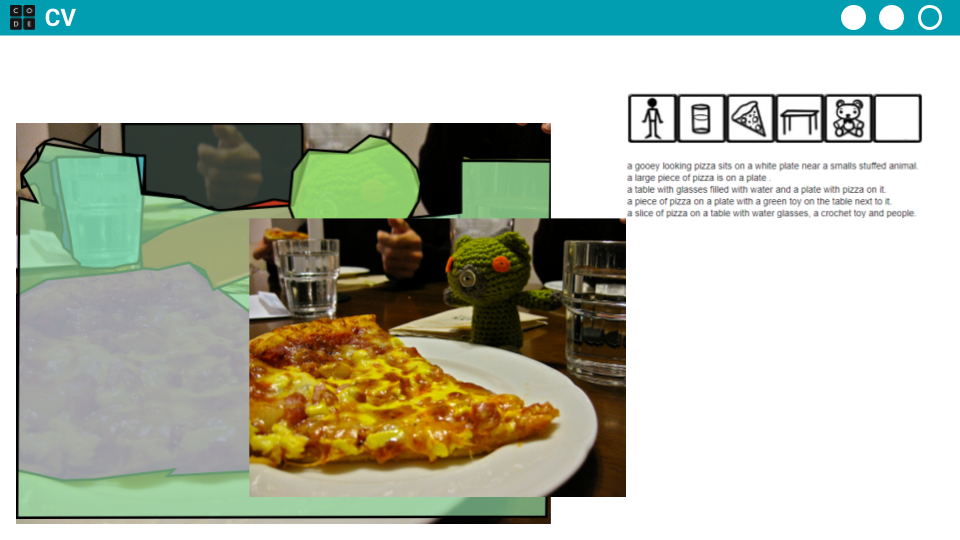 CODE
CV
a gooey looking pizza sits on a white plate near a smalls stuffed animal.
a large piece of pizza is on a plate .
a table with glasses filled with water and a plate with pizza on it.
a piece of pizza on a plate with a green toy on the table next to it.
a slice of pizza on a table with water glasses, a crochet toy and people.